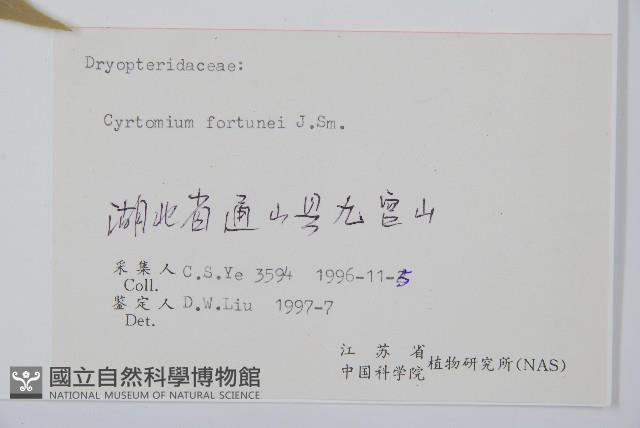 Dryopteridaceae:
Cyrtomium fortunei J.Sm.
湖北省通山县九宫山
采集人 C.S.Ye 3594 1996-11-5
Coll.
鉴定人 D.W.Liu 1997-7
Det.
江苏省
中国科学院 植物研究所(NAS)
國立自然科學博物館
NATIONAL MUSEUM OF NATURAL SCIENCE